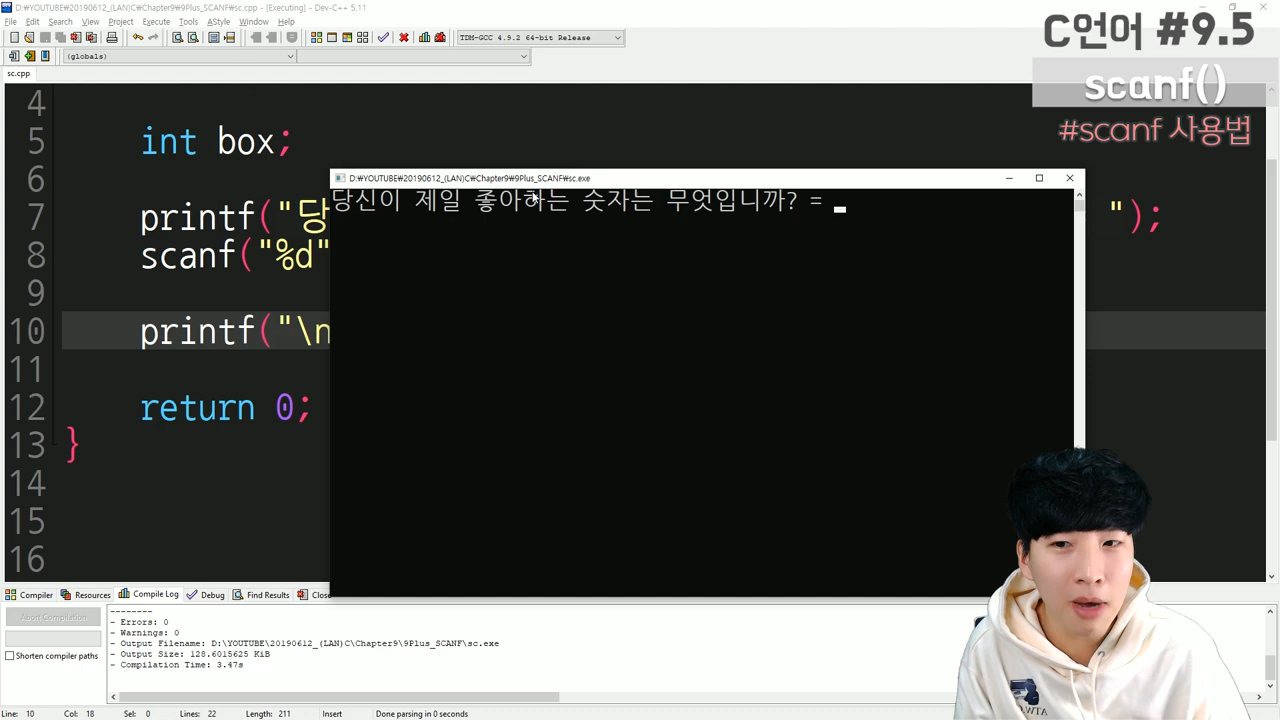 D:\YOUTUBE\20190612_(LAN)C\Chapter9\9Plus_SCANF\sc.cpp - [Executing] - Dev-C++ 5.11
File Edit Search View Project Execute Tools AStyle Window Help
TDM-GCC 4.9.2 64-bit Release
(globals)
sc.cpp
C언어 #9.5
scanf()
#scanf 사용법
4
5 int box;
6
7 printf("당 ");
8 scanf("%d"
9
10 printf("\n
11
12 return 0;
13 }
14
15
16
D:₩YOUTUBE₩20190612_(LAN)C₩Chapter9₩9Plus_SCANF₩sc.exe
당신이 제일 좋아하는 숫자는 무엇입니까? =
Compiler Resources Compile Log Debug Find Results Close
Abort Compilation
Shorten compiler paths
--------
- Errors: 0
- Warnings: 0
- Output Filename: D:\YOUTUBE\20190612_(LAN)C\Chapter9\9Plus_SCANF\sc.exe
- Output Size: 128.6015625 KiB
- Compilation Time: 3.47s
Line: 10 Col: 18 Sel: 0 Lines: 22 Length: 211 Insert Done parsing in 0 seconds